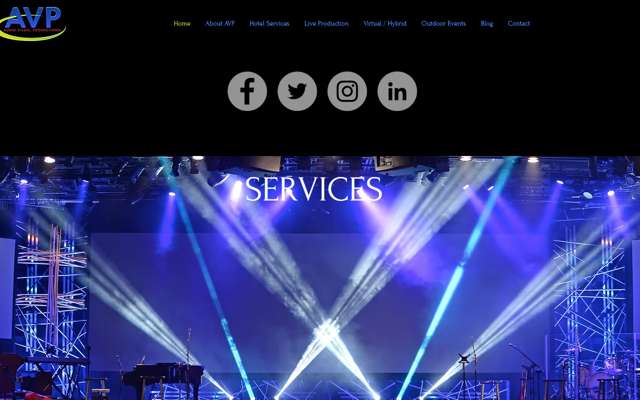 AVP
Home About AVP Hotel Services Live Production Virtual / Hybrid Outdoor Events Blog Contact
SERVICES